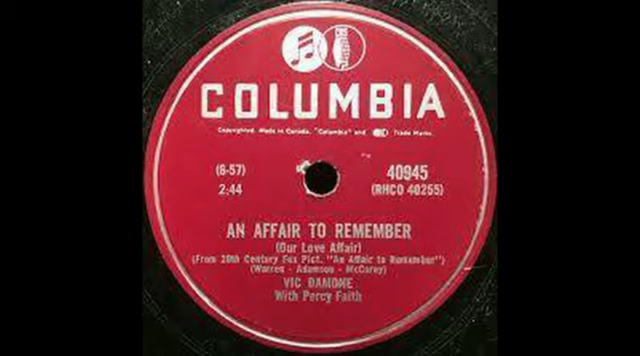 COLUMBIA
Copyrighted. Made in Canada. "Columbia" and Trade Marks.
(6-57) 40945
2:44 (RHCO 40255)
AN AFFAIR TO REMEMBER
(Our Love Affair)
(From 20th Century Fox Pict. "An Affair to Remember")
(Warren - Adamson - McCarey)
VIC DAMONE
With Percy Faith